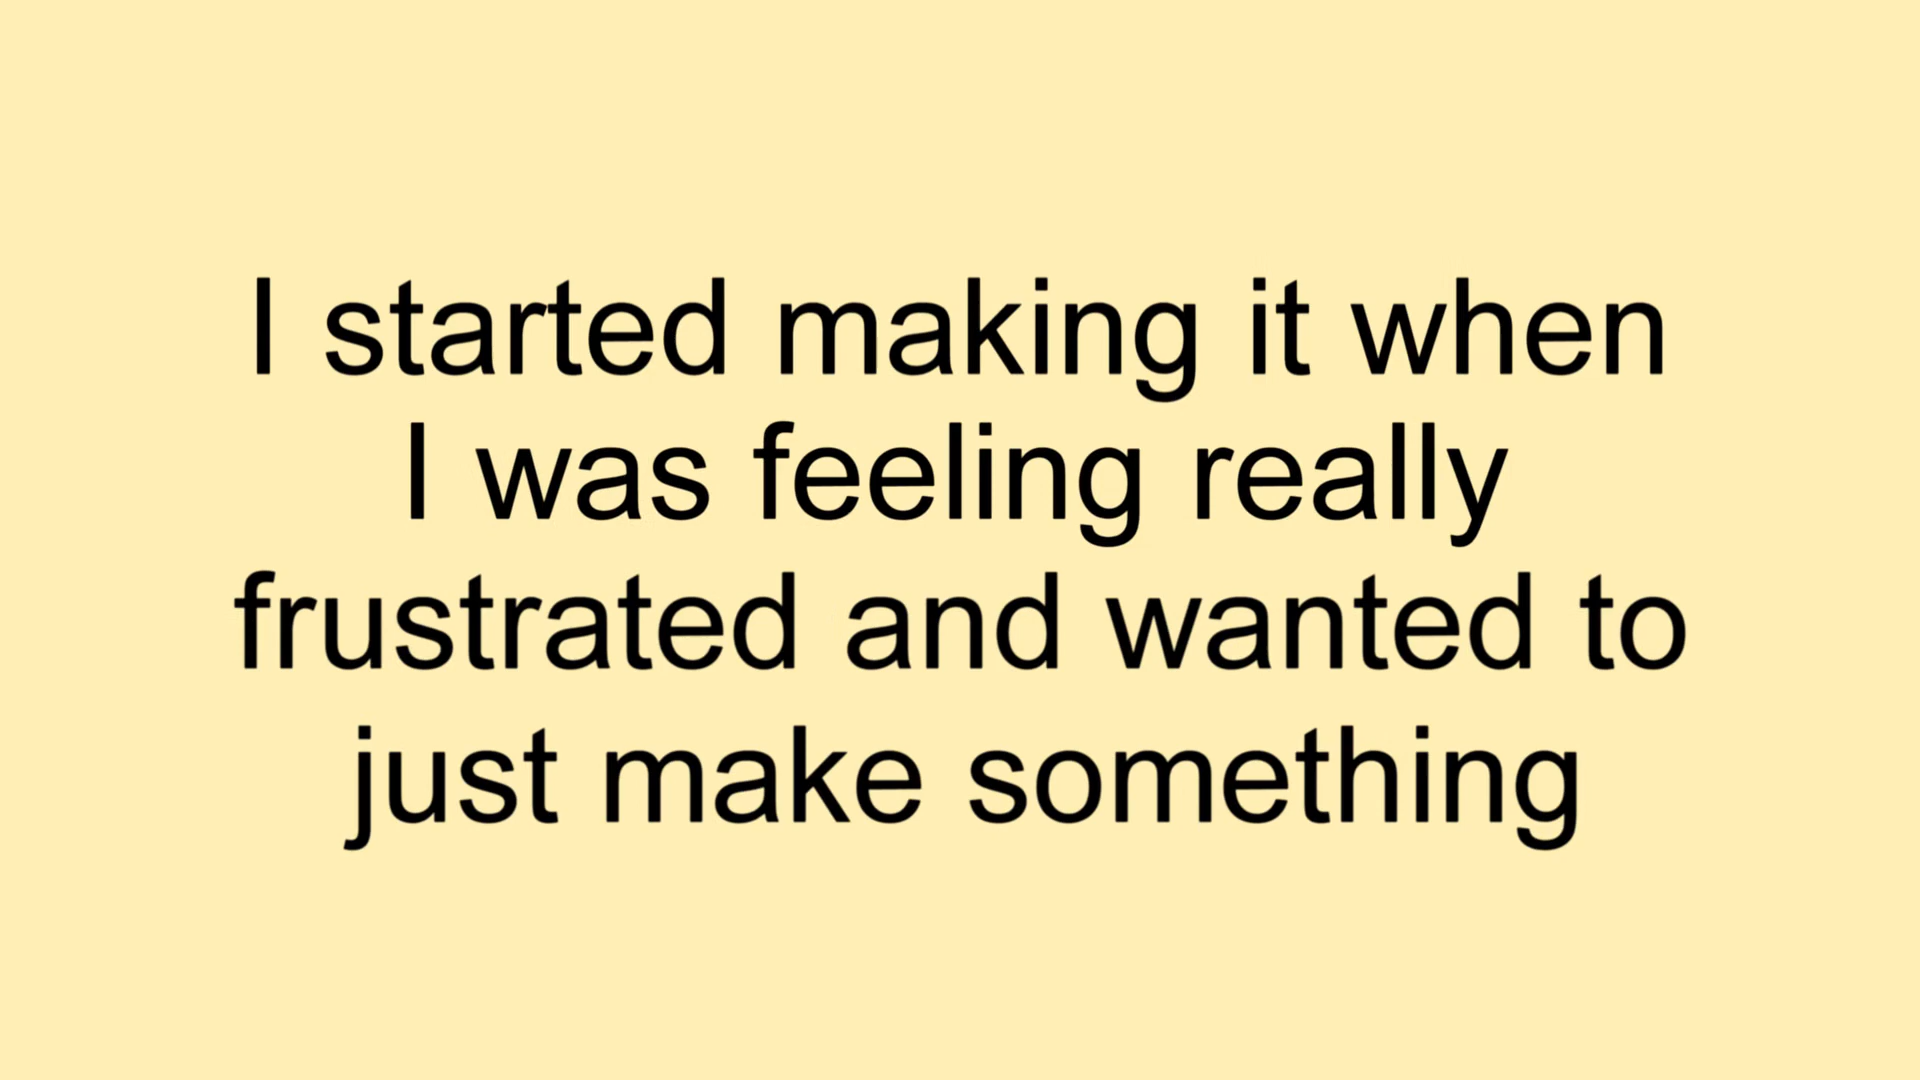 I started making it when
I was feeling really
frustrated and wanted to
just make something